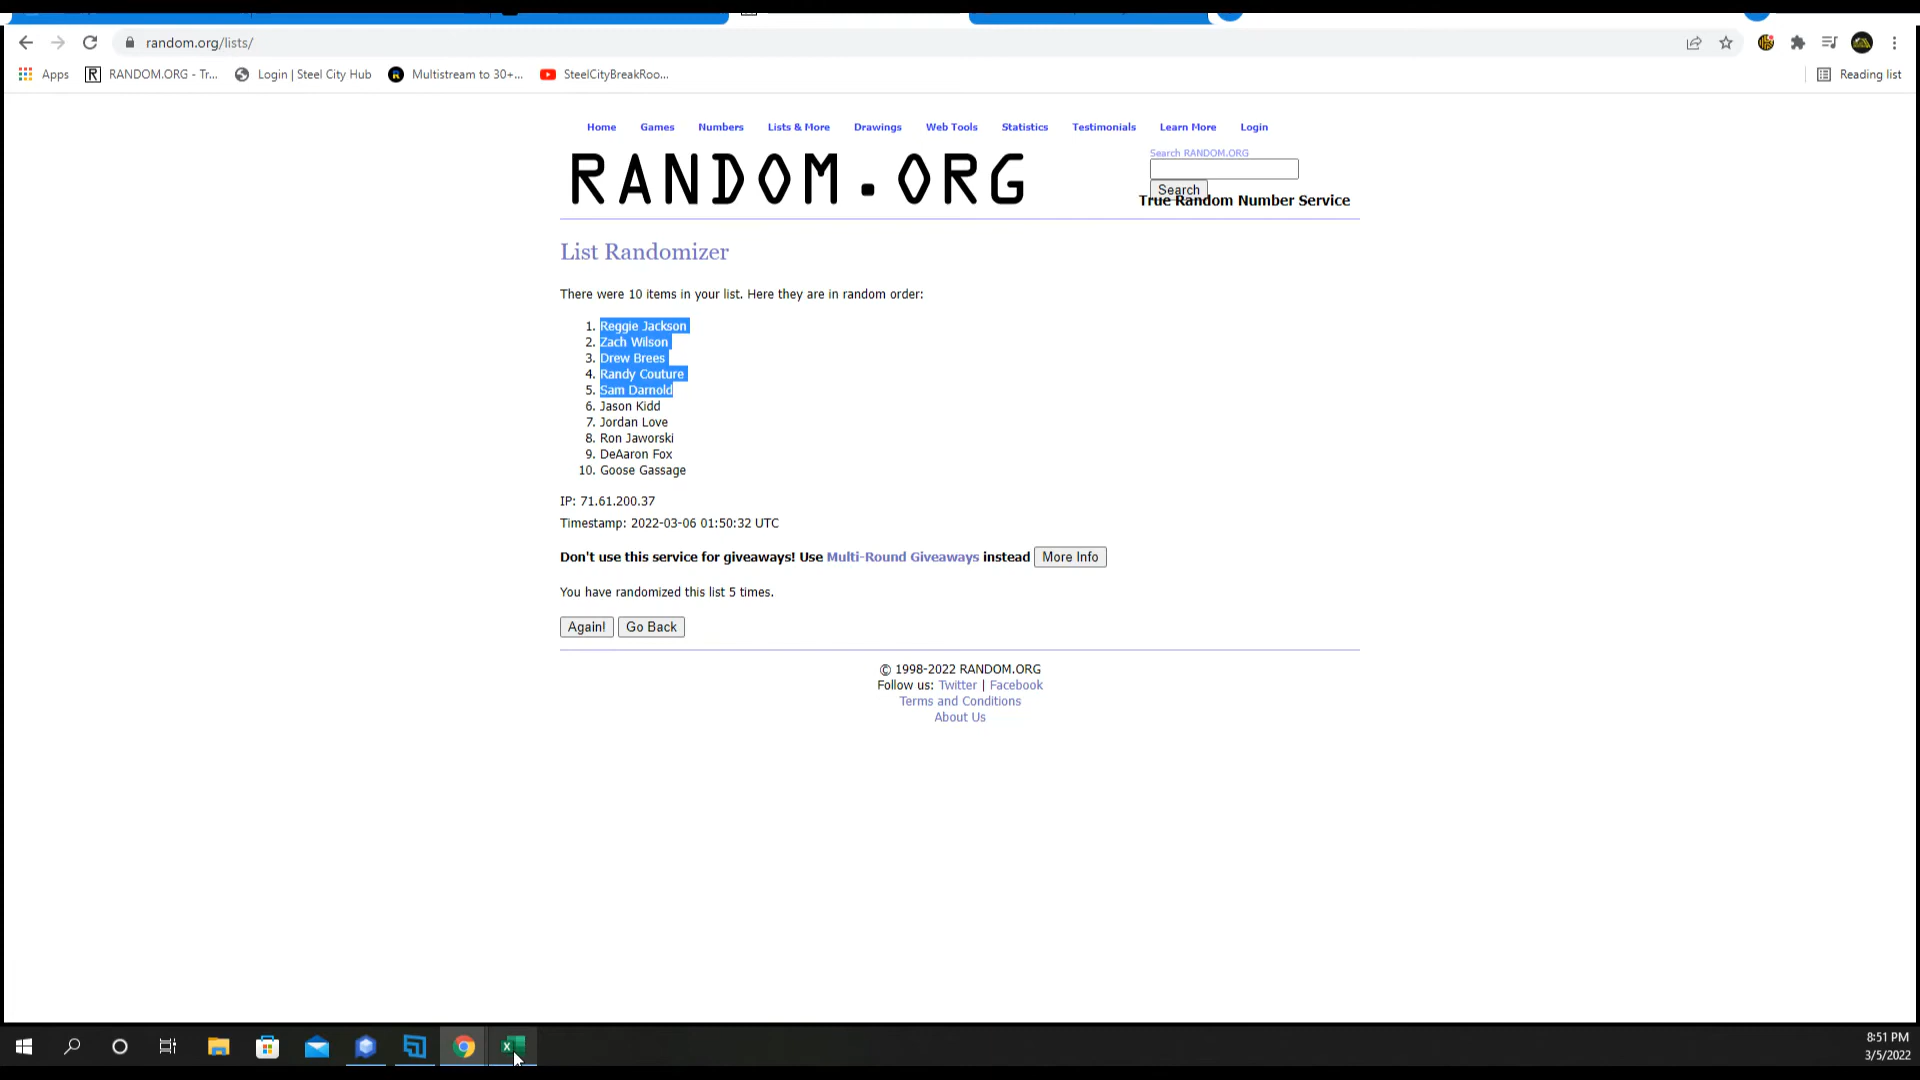 random.org/lists/
Apps
RANDOM.ORG - Tr...
Login | Steel City Hub
Multistream to 30+...
SteelCityBreakRoo...
Reading list
Home Games Numbers Lists & More Drawings Web Tools Statistics Testimonials Learn More Login
RANDOM.ORG
Search RANDOM.ORG
Search
True Random Number Service
List Randomizer
There were 10 items in your list. Here they are in random order:
1. Reggie Jackson
2. Zach Wilson
3. Drew Brees
4. Randy Couture
5. Sam Darnold
6. Jason Kidd
7. Jordan Love
8. Ron Jaworski
9. DeAaron Fox
10. Goose Gassage
IP: 71.61.200.37
Timestamp: 2022-03-06 01:50:32 UTC
Don't use this service for giveaways! Use Multi-Round Giveaways instead More Info
You have randomized this list 5 times.
Again! Go Back
© 1998-2022 RANDOM.ORG
Follow us: Twitter | Facebook
Terms and Conditions
About Us
8:51 PM
3/5/2022